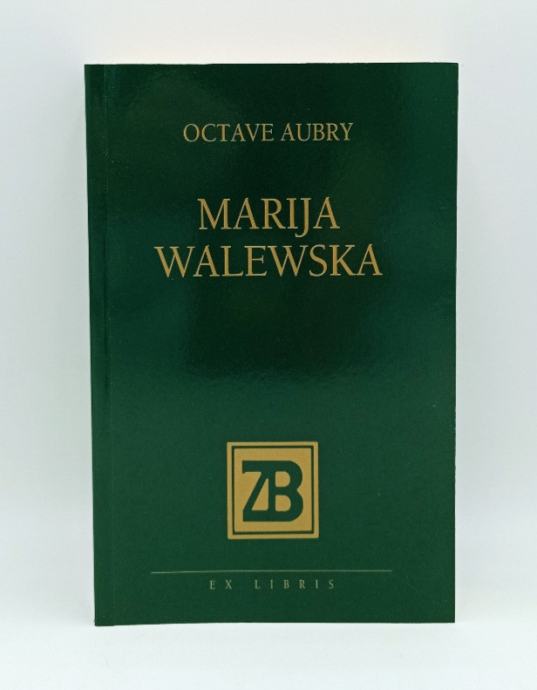 OCTAVE AUBRY
MARIJA
WALEWSKA
ZB
EX LIBRIS